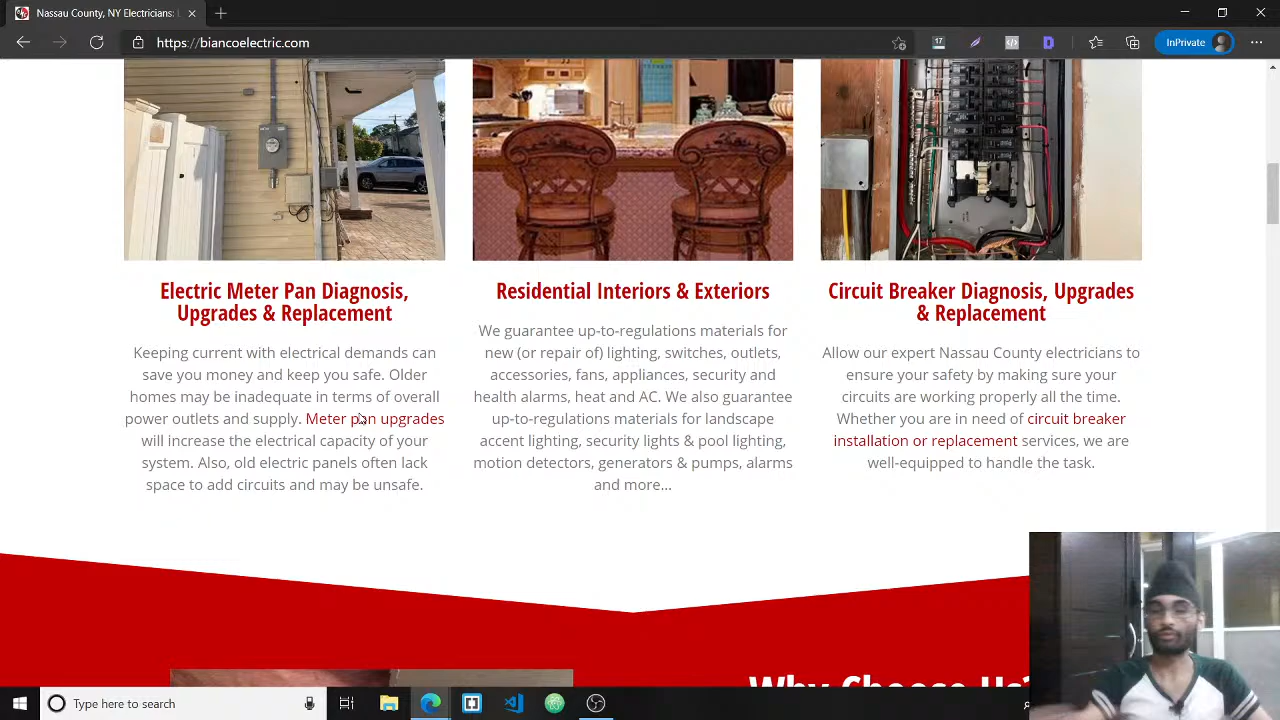 Nassau County, NY Electricians: L
https://biancoelectric.com
17
InPrivate
Electric Meter Pan Diagnosis,
Upgrades & Replacement
Keeping current with electrical demands can
save you money and keep you safe. Older
homes may be inadequate in terms of overall
power outlets and supply. Meter pan upgrades
will increase the electrical capacity of your
system. Also, old electric panels often lack
space to add circuits and may be unsafe.
Residential Interiors & Exteriors
We guarantee up-to-regulations materials for
new (or repair of) lighting, switches, outlets,
accessories, fans, appliances, security and
health alarms, heat and AC. We also guarantee
up-to-regulations materials for landscape
accent lighting, security lights & pool lighting,
motion detectors, generators & pumps, alarms
and more...
Circuit Breaker Diagnosis, Upgrades
& Replacement
Allow our expert Nassau County electricians to
ensure your safety by making sure your
circuits are working properly all the time.
Whether you are in need of circuit breaker
installation or replacement services, we are
well-equipped to handle the task.
Why Choose Us?
Type here to search